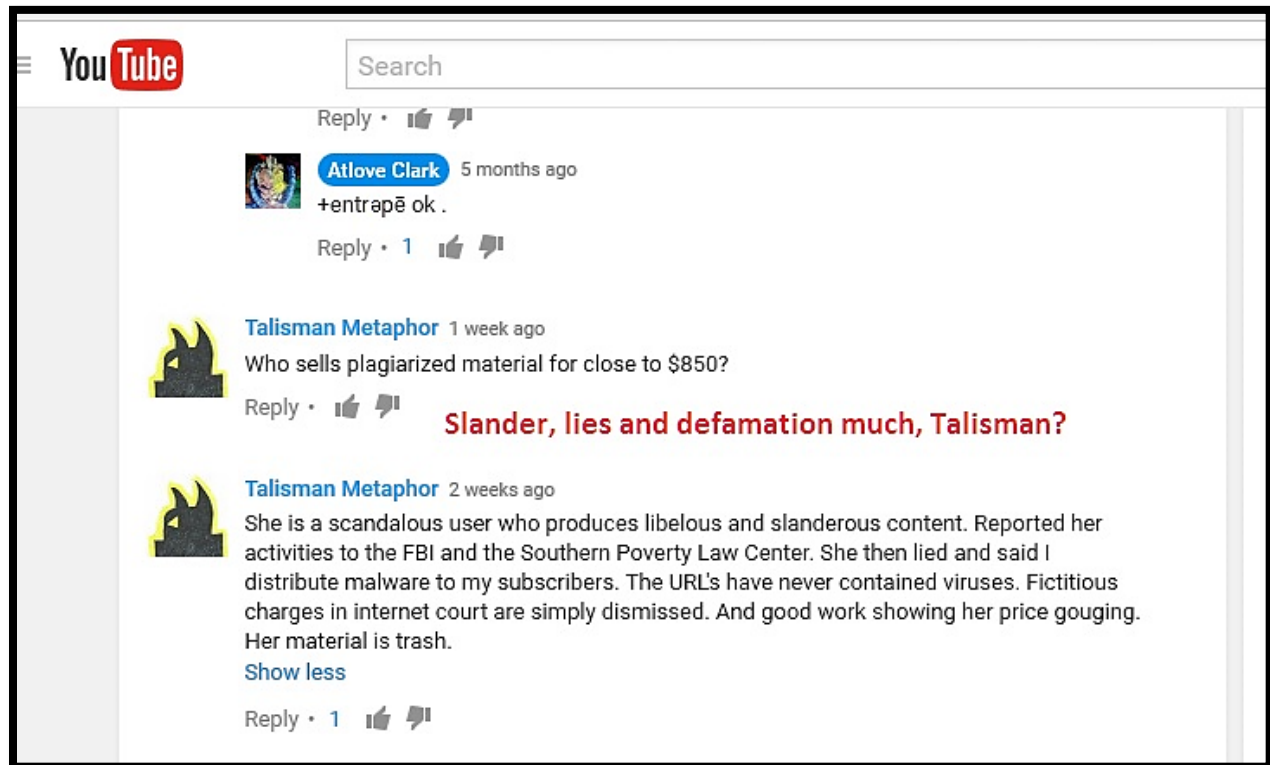 YouTube
Search
Reply •
Atlove Clark 5 months ago
+entrəpē ok .
Reply • 1
Talisman Metaphor 1 week ago
Who sells plagiarized material for close to $850?
Reply •
Slander, lies and defamation much, Talisman?
Talisman Metaphor 2 weeks ago
She is a scandalous user who produces libelous and slanderous content. Reported her
activities to the FBI and the Southern Poverty Law Center. She then lied and said I
distribute malware to my subscribers. The URL's have never contained viruses. Fictitious
charges in internet court are simply dismissed. And good work showing her price gouging.
Her material is trash.
Show less
Reply • 1